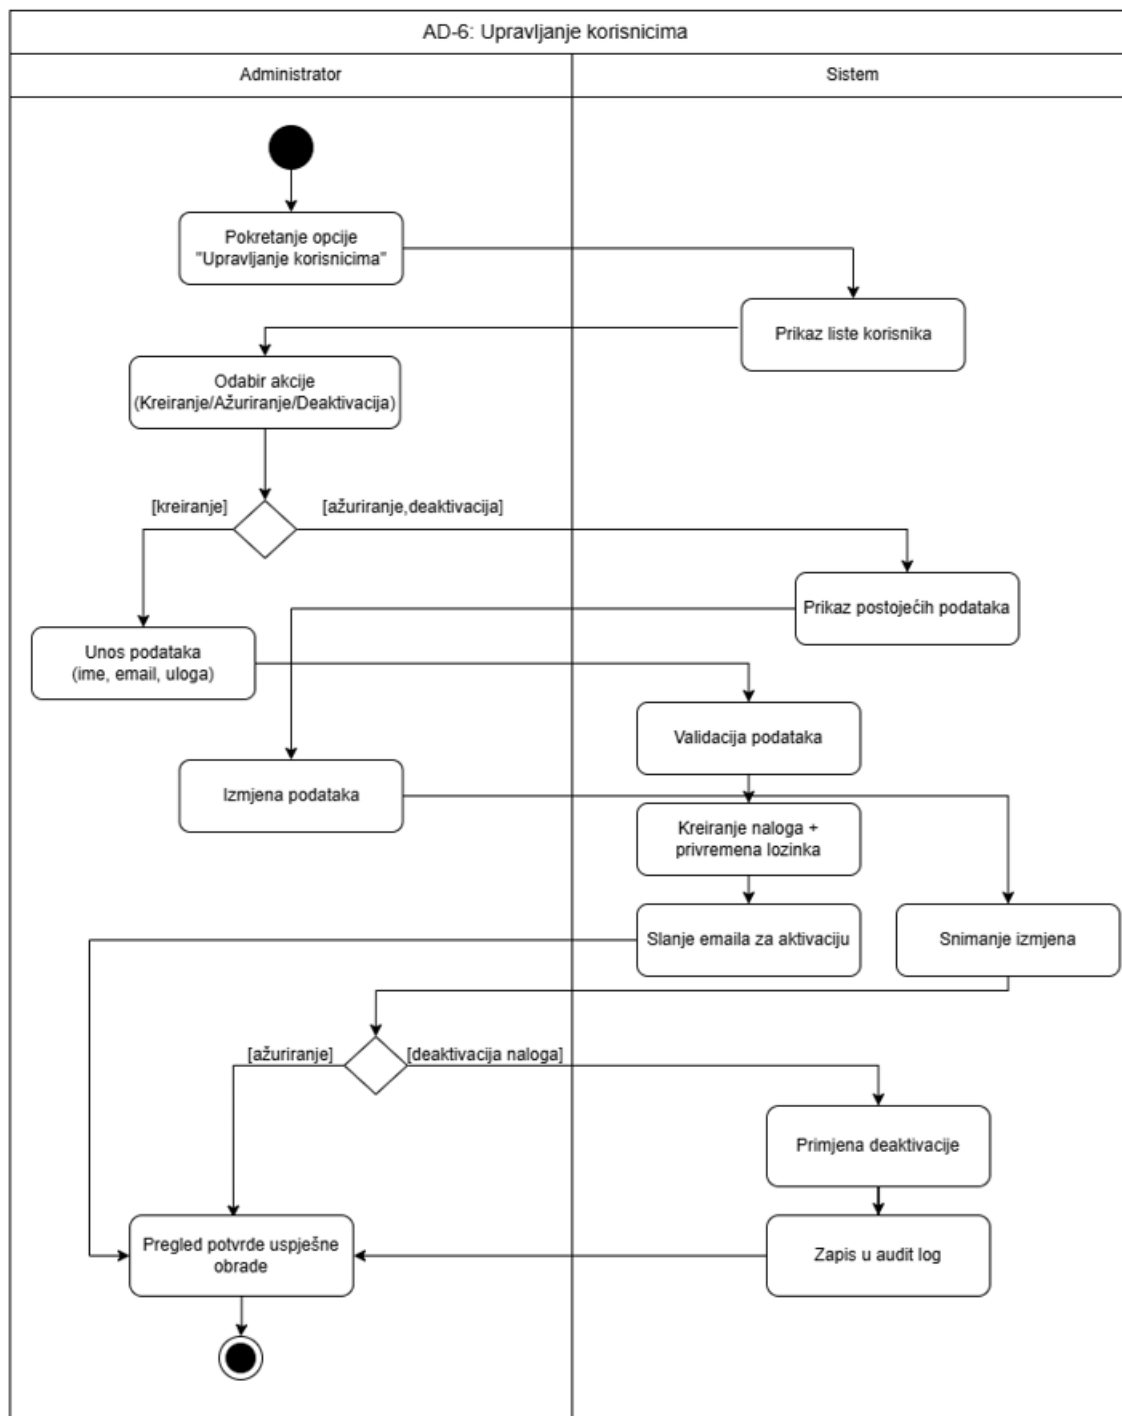 AD-6: Upravljanje korisnicima
Administrator
Sistem
Pokretanje opcije
"Upravljanje korisnicima"
Prikaz liste korisnika
Odabir akcije
(Kreiranje/Ažuriranje/Deaktivacija)
[kreiranje]
[ažuriranje,deaktivacija]
Prikaz postojećih podataka
Unos podataka
(ime, email, uloga)
Validacija podataka
Izmjena podataka
Kreiranje naloga +
privremena lozinka
Slanje emaila za aktivaciju
Snimanje izmjena
[ažuriranje]
[deaktivacija naloga]
Primjena deaktivacije
Pregled potvrde uspješne
obrade
Zapis u audit log